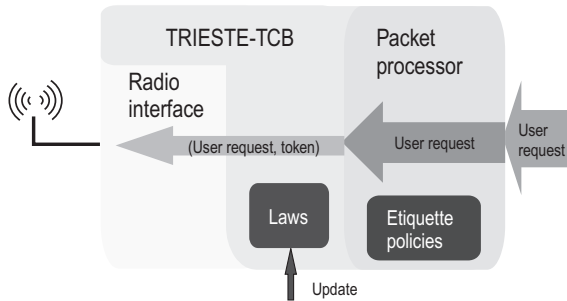 TRIESTE-TCB
Packet
processor
Radio
interface
(User request, token)
User request
User
request
Laws
Etiquette
policies
Update